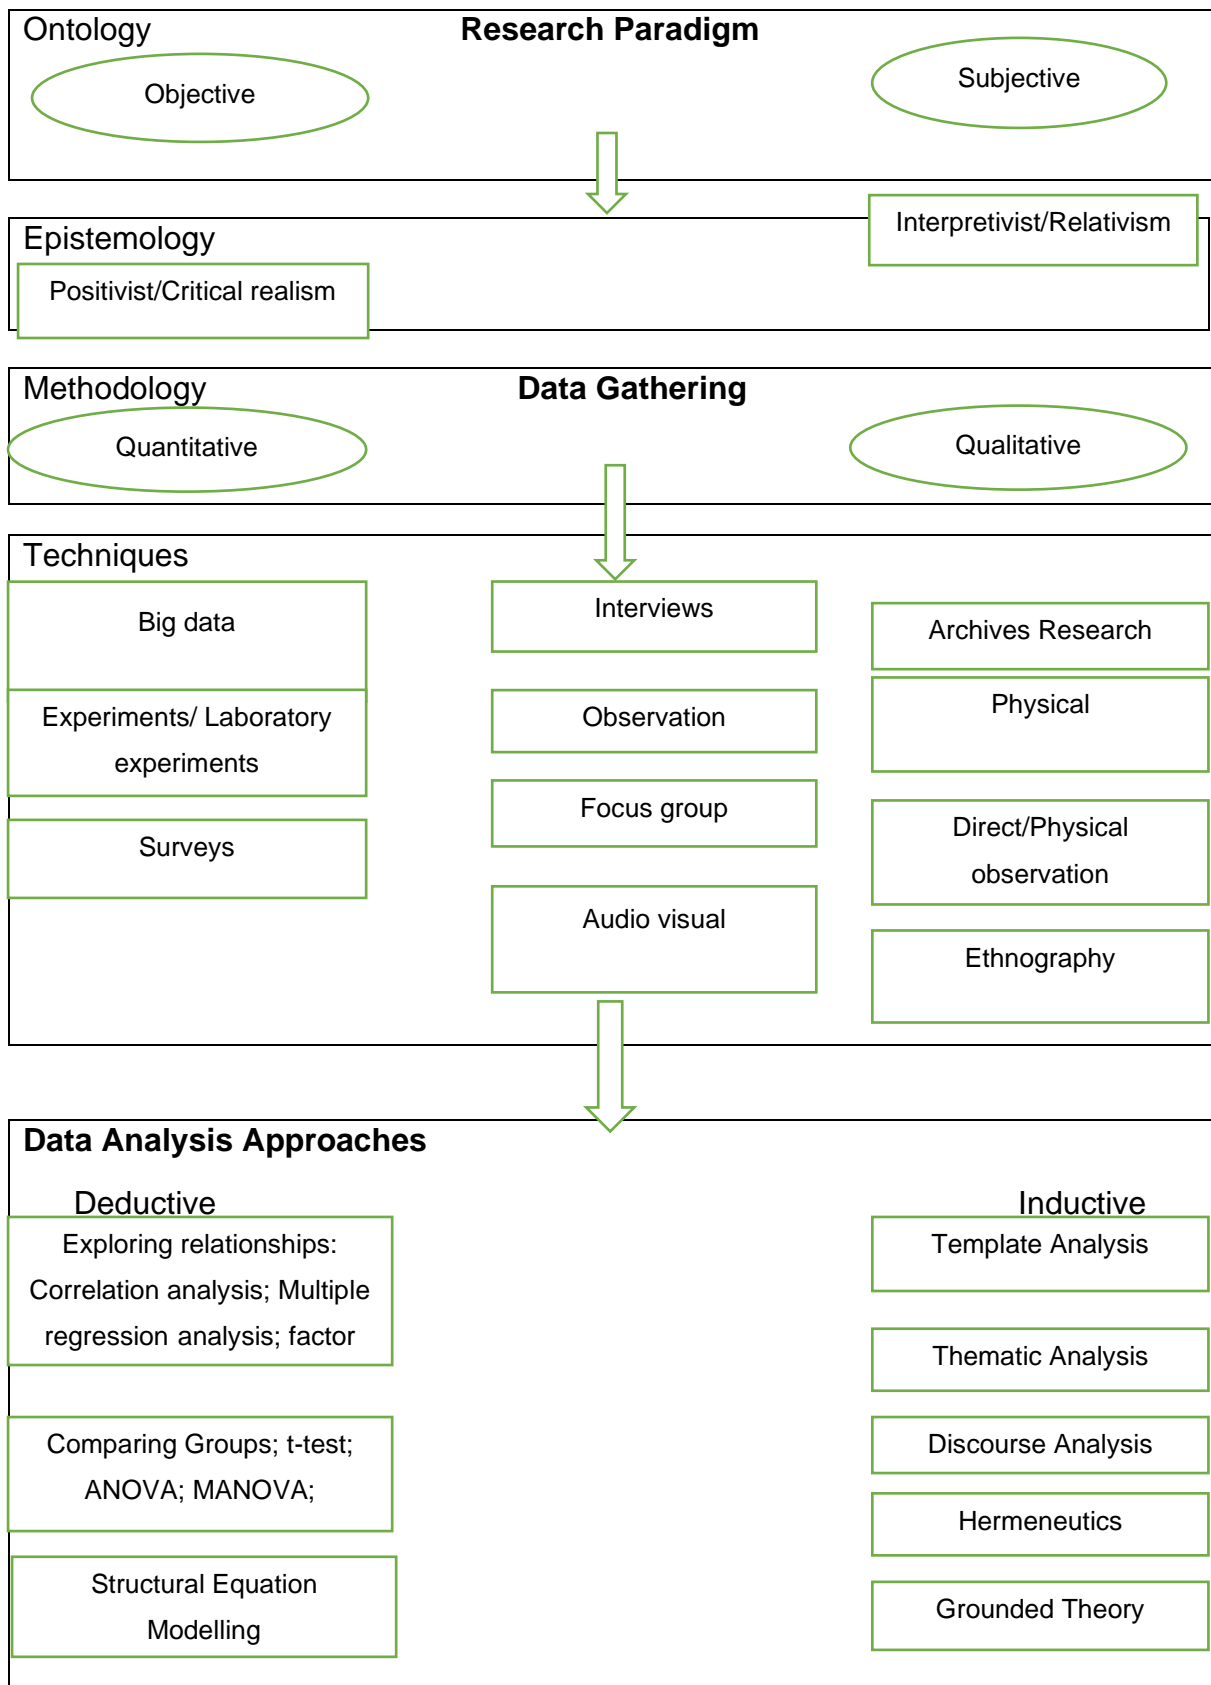 Ontology
Research Paradigm
Objective
Subjective
Epistemology
Interpretivist/Relativism
Positivist/Critical realism
Methodology
Data Gathering
Quantitative
Qualitative
Techniques
Big data
Experiments/ Laboratory
experiments
Surveys
Interviews
Observation
Focus group
Audio visual
Archives Research
Physical
Direct/Physical
observation
Ethnography
Data Analysis Approaches
Deductive
Exploring relationships:
Correlation analysis; Multiple
regression analysis; factor
Comparing Groups; t-test;
ANOVA; MANOVA;
Structural Equation
Modelling
Inductive
Template Analysis
Thematic Analysis
Discourse Analysis
Hermeneutics
Grounded Theory